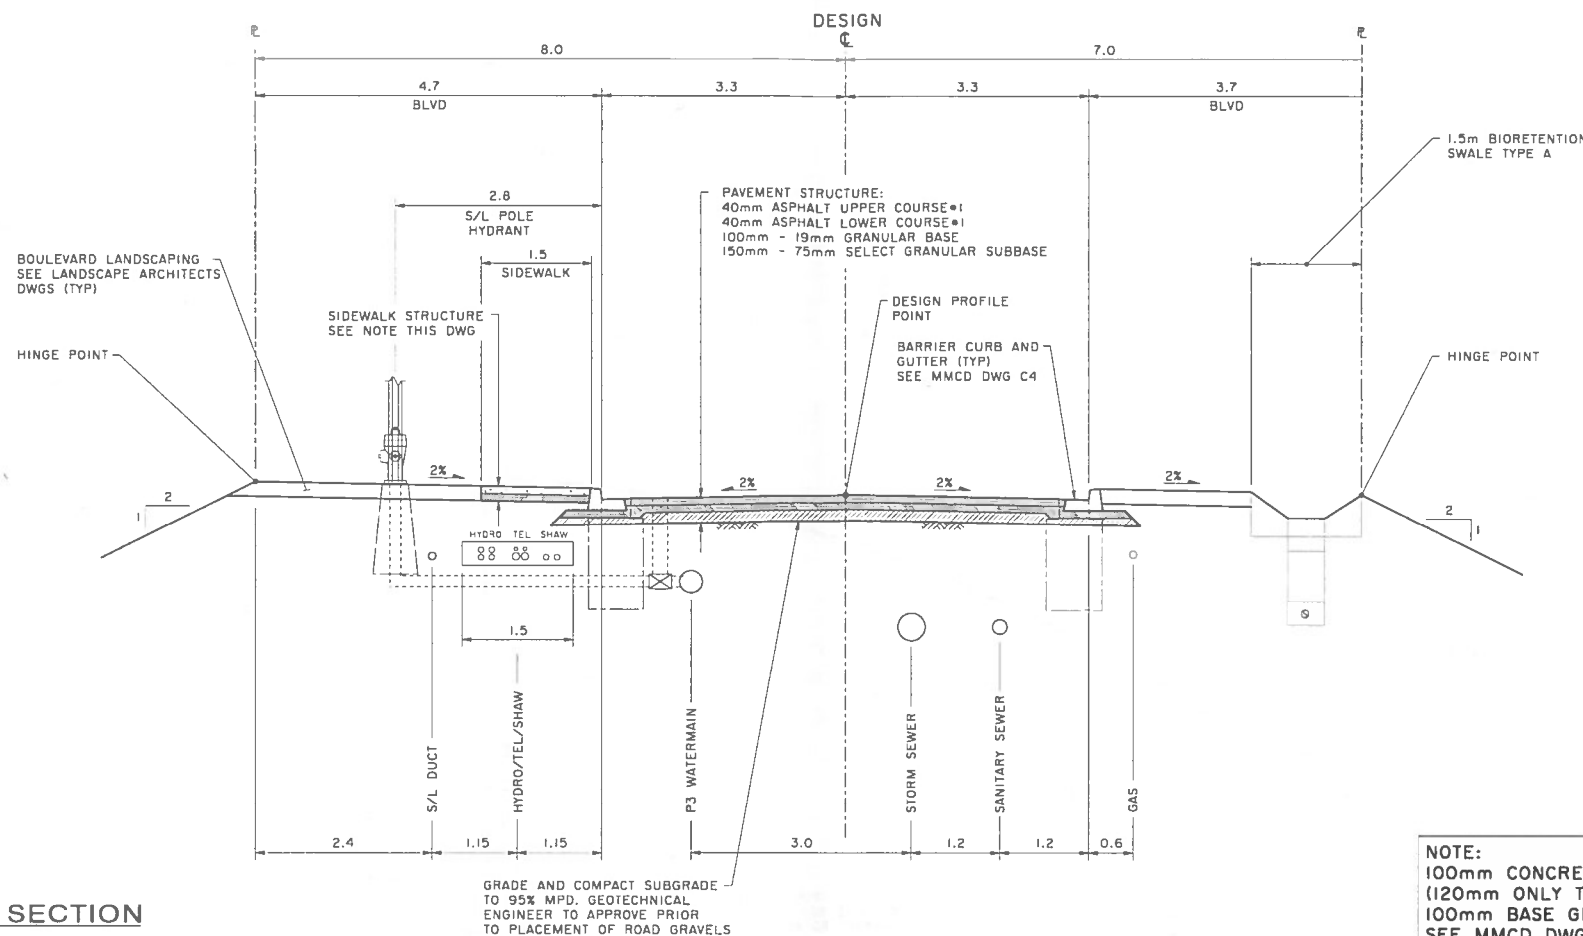 DESIGN
℄
℄
℄
8.0
7.0
4.7
3.3
3.3
3.7
BLVD
BLVD
1.5m BIORETENTION
SWALE TYPE A
2.8
S/L POLE
HYDRANT
PAVEMENT STRUCTURE:
40mm ASPHALT UPPER COURSE•1
40mm ASPHALT LOWER COURSE•1
100mm - 19mm GRANULAR BASE
150mm - 75mm SELECT GRANULAR SUBBASE
BOULEVARD LANDSCAPING
SEE LANDSCAPE ARCHITECTS
DWGS (TYP)
1.5
SIDEWALK
DESIGN PROFILE
POINT
SIDEWALK STRUCTURE
SEE NOTE THIS DWG
HINGE POINT
BARRIER CURB AND
GUTTER (TYP)
SEE MMCD DWG C4
HINGE POINT
2%
2%
2%
2%
2
1
2
1
HYDRO TEL SHAW
1.5
S/L DUCT
HYDRO/TEL/SHAW
P3 WATERMAIN
STORM SEWER
SANITARY SEWER
GAS
2.4
1.15
1.15
3.0
1.2
1.2
0.6
GRADE AND COMPACT SUBGRADE
TO 95% MPD. GEOTECHNICAL
ENGINEER TO APPROVE PRIOR
TO PLACEMENT OF ROAD GRAVELS
SECTION
NOTE:
100mm CONCRE
(120mm ONLY T
100mm BASE G
SEE MMCD DWG